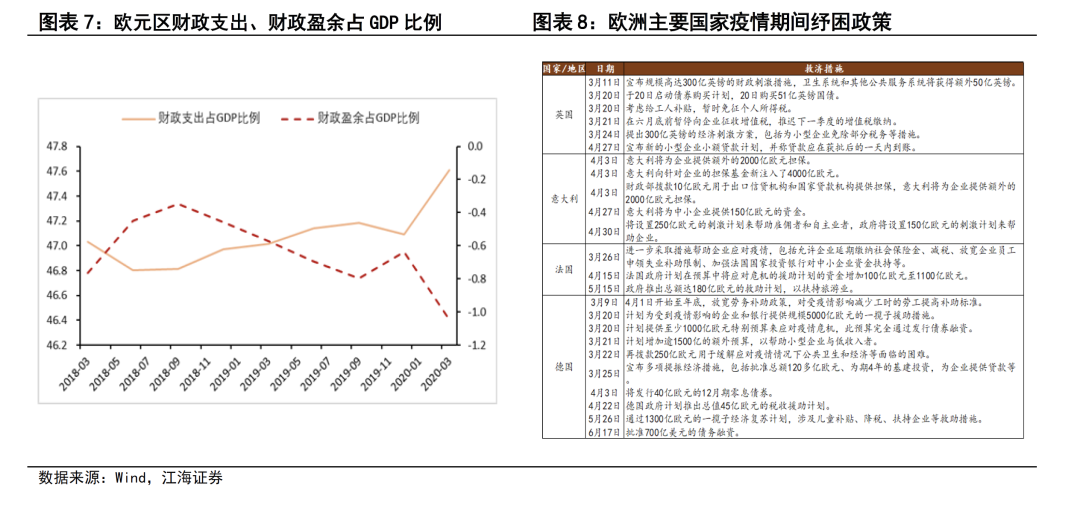 图表 7：欧元区财政支出、财政盈余占 GDP 比例
图表 8：欧洲主要国家疫情期间纾困政策
财政支出占GDP比例
财政盈余占GDP比例
47.8
47.6
47.4
47.2
47.0
46.8
46.6
46.4
46.2
0.0
-0.2
-0.4
-0.6
-0.8
-1.0
-1.2
2018-03
2018-05
2018-07
2018-09
2018-11
2019-01
2019-03
2019-05
2019-07
2019-09
2019-11
2020-01
2020-03
国家/地区 日期 救济措施
英国
3月11日 宣布规模高达300亿英镑的财政刺激措施，卫生系统和其他公共服务系统将获得额外50亿英镑。
3月20日 于20日启动债券购买计划，20日购买51亿英镑国债。
3月20日 考虑给工人补贴，暂时免征个人所得税。
3月21日 在六月底前暂停向企业征收增值税，推迟下一季度的增值税缴纳。
3月24日 提出300亿英镑的经济刺激方案，包括为小型企业免除部分税务等措施。
4月27日 宣布新的小型企业小额贷款计划，并称贷款应在获批后的一天内到账。
意大利
4月3日 意大利将为企业提供额外的2000亿欧元担保。
4月3日 意大利向针对企业的担保基金新注入了4000亿欧元。
4月3日 财政部拨款10亿欧元用于出口信贷机构和国家贷款机构提供担保，意大利将为企业提供额外的
2000亿欧元担保。
4月27日 意大利将为中小企业提供150亿欧元的资金。
4月30日 将设置250亿欧元的刺激计划来帮助雇佣者和自主业者，政府将设置150亿欧元的刺激计划来帮
助企业。
法国
3月26日 进一步采取措施帮助企业应对疫情，包括允许企业延期缴纳社会保险金、减税、放宽企业员工
申领失业补助限制、加强法国国家投资银行对中小企业资金扶持等。
4月15日 法国政府计划在预算中将应对危机的援助计划的资金增加100亿欧元至1100亿欧元。
5月15日 政府推出总额达180亿欧元的救助计划，以扶持旅游业。
德国
3月9日 4月1日开始至年底，放宽劳务补助政策，对受疫情影响减少工时的劳工提高补助标准。
3月20日 计划为受到疫情影响的企业和银行提供规模5000亿欧元的一揽子援助措施。
3月20日 计划提供至少1000亿欧元特别预算来应对疫情危机，此预算完全通过发行债券融资。
3月21日 计划增加逾1500亿的额外预算，以帮助小型企业与低收入者。
3月22日 再拨款250亿欧元用于缓解应对疫情情况下公共卫生和经济等面临的困难。
3月25日 宣布多项提振经济措施，包括批准总额120多亿欧元、为期4年的基建投资，为企业提供贷款等
。
4月3日 将发行40亿欧元的12月期零息债券。
4月22日 德国政府计划推出总值45亿欧元的税收援助计划。
5月26日 通过1300亿欧元的一揽子经济复苏计划，涉及儿童补贴、降税、扶持企业等救助措施。
6月17日 批准700亿美元的债务融资。
数据来源：Wind，江海证券